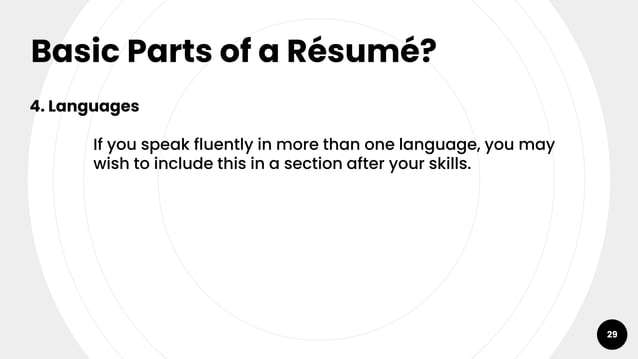 Basic Parts of a Résumé?
4. Languages
If you speak fluently in more than one language, you may
wish to include this in a section after your skills.
29